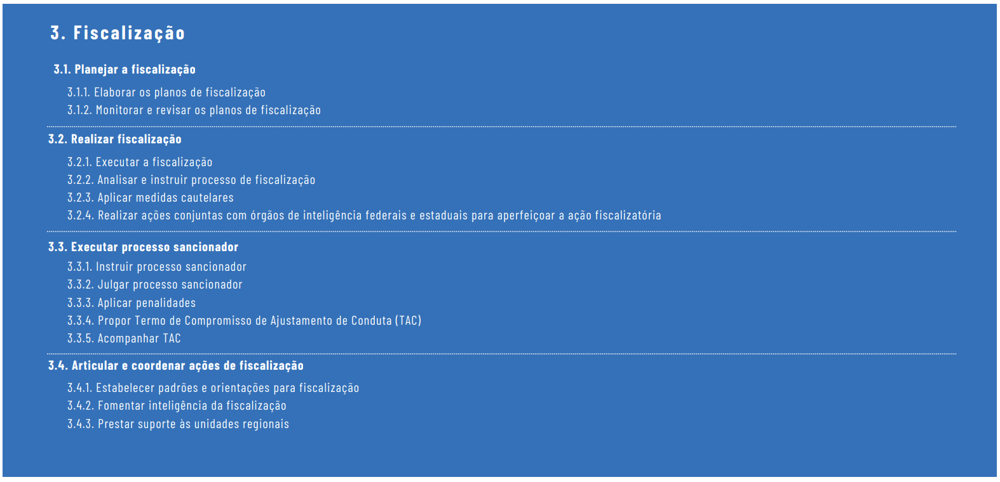 3. Fiscalização
3.1. Planejar a fiscalização
3.1.1. Elaborar os planos de fiscalização
3.1.2. Monitorar e revisar os planos de fiscalização
3.2. Realizar fiscalização
3.2.1. Executar a fiscalização
3.2.2. Analisar e instruir processo de fiscalização
3.2.3. Aplicar medidas cautelares
3.2.4. Realizar ações conjuntas com órgãos de inteligência federais e estaduais para aperfeiçoar a ação fiscalizatória
3.3. Executar processo sancionador
3.3.1. Instruir processo sancionador
3.3.2. Julgar processo sancionador
3.3.3. Aplicar penalidades
3.3.4. Propor Termo de Compromisso de Ajustamento de Conduta (TAC)
3.3.5. Acompanhar TAC
3.4. Articular e coordenar ações de fiscalização
3.4.1. Estabelecer padrões e orientações para fiscalização
3.4.2. Fomentar inteligência da fiscalização
3.4.3. Prestar suporte às unidades regionais